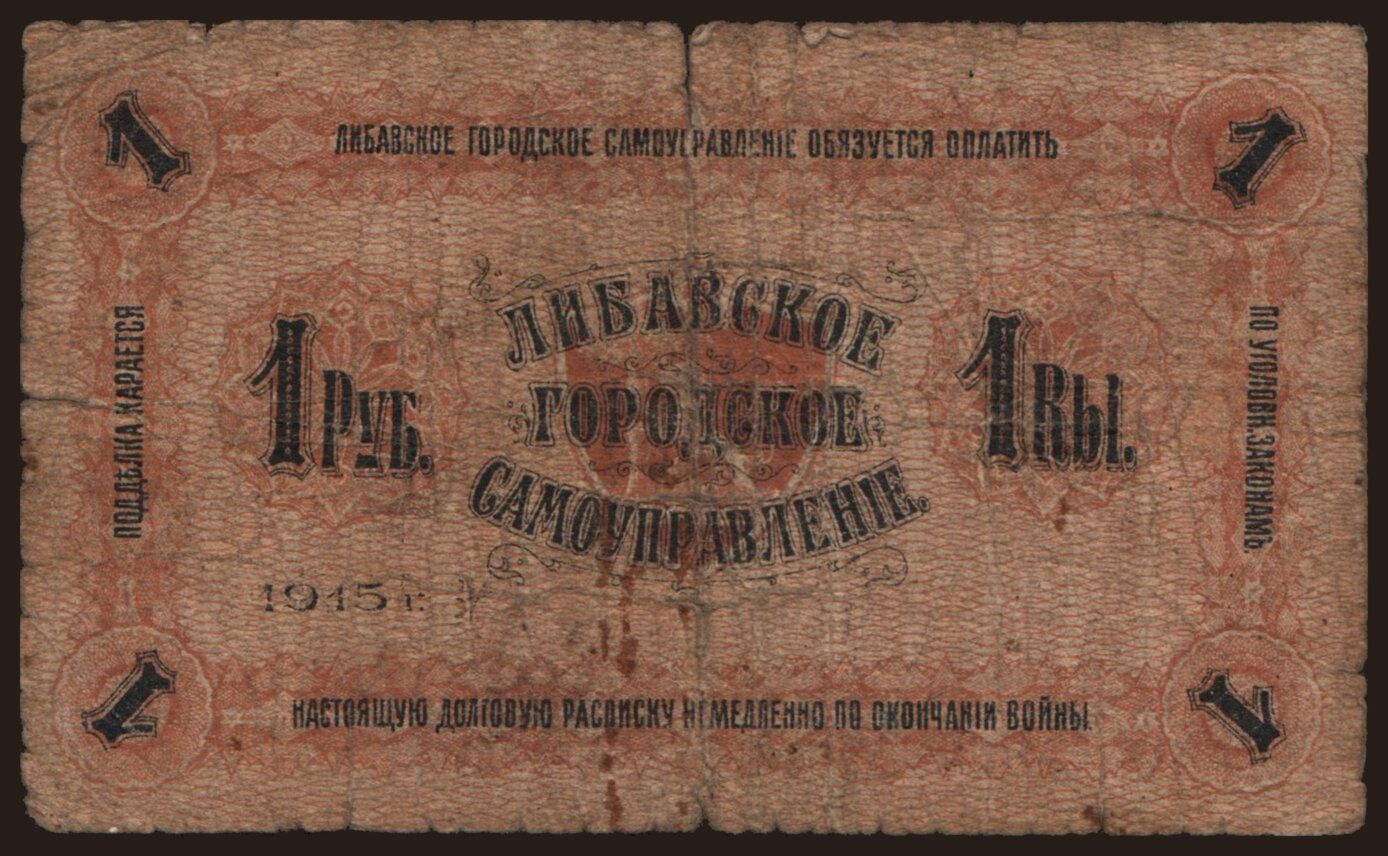 1
1
ЛИБАВСКОЕ ГОРОДСКОЕ САМОУПРАВЛЕНІЕ ОБЯЗУЕТСЯ ОПЛАТИТЬ
ПОДДѢЛКА КАРАЕТСЯ
1 РУБ.
ЛИБАВСКОЕ
ГОРОДСКОЕ
САМОУПРАВЛЕНІЕ.
1 Rbl.
ПО УГОЛОВН. ЗАКОНАМЪ.
1915 г.
НАСТОЯЩУЮ ДОЛГОВУЮ РАСПИСКУ НЕМЕДЛЕННО ПО ОКОНЧАНІИ ВОЙНЫ.
1
1